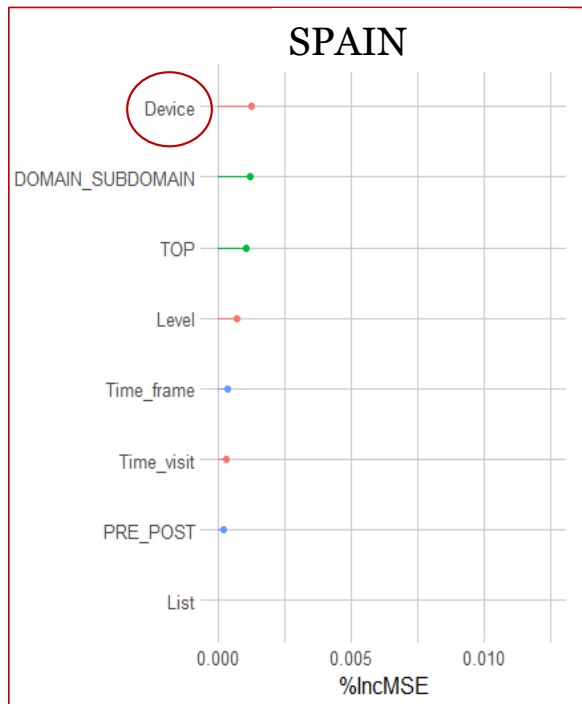 SPAIN
Device
DOMAIN_SUBDOMAIN
TOP
Level
Time_frame
Time_visit
PRE_POST
List
0.000 0.005 0.010
%IncMSE